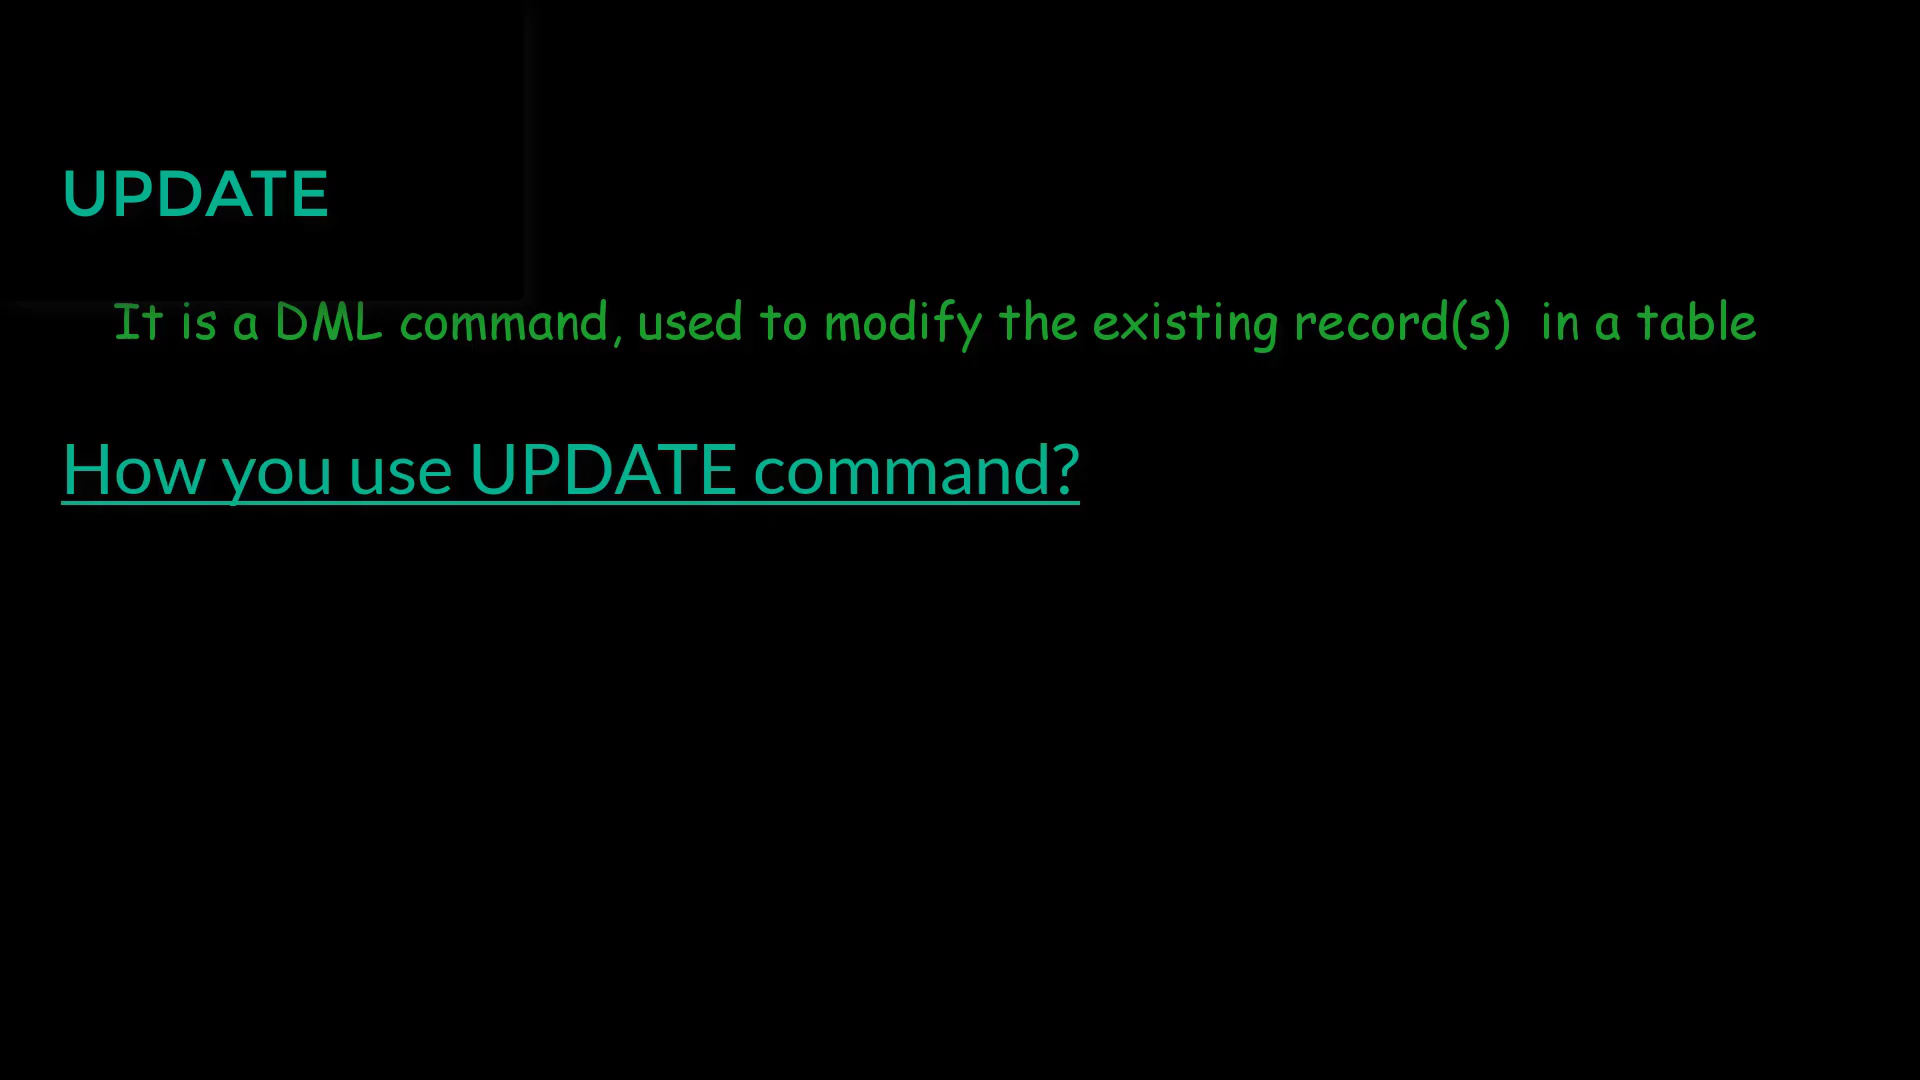 UPDATE
It is a DML command, used to modify the existing record(s)  in a table
How you use UPDATE command?